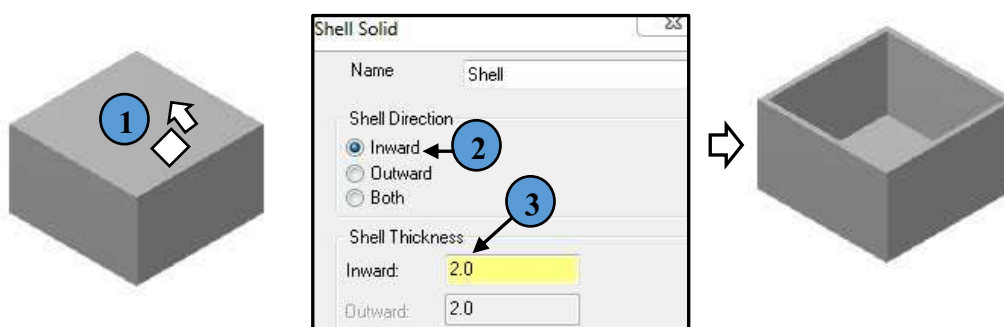 Shell Solid
Name Shell
Shell Direction
Inward
Outward
Both
Shell Thickness
Inward: 2.0
Outward: 2.0
1
2
3